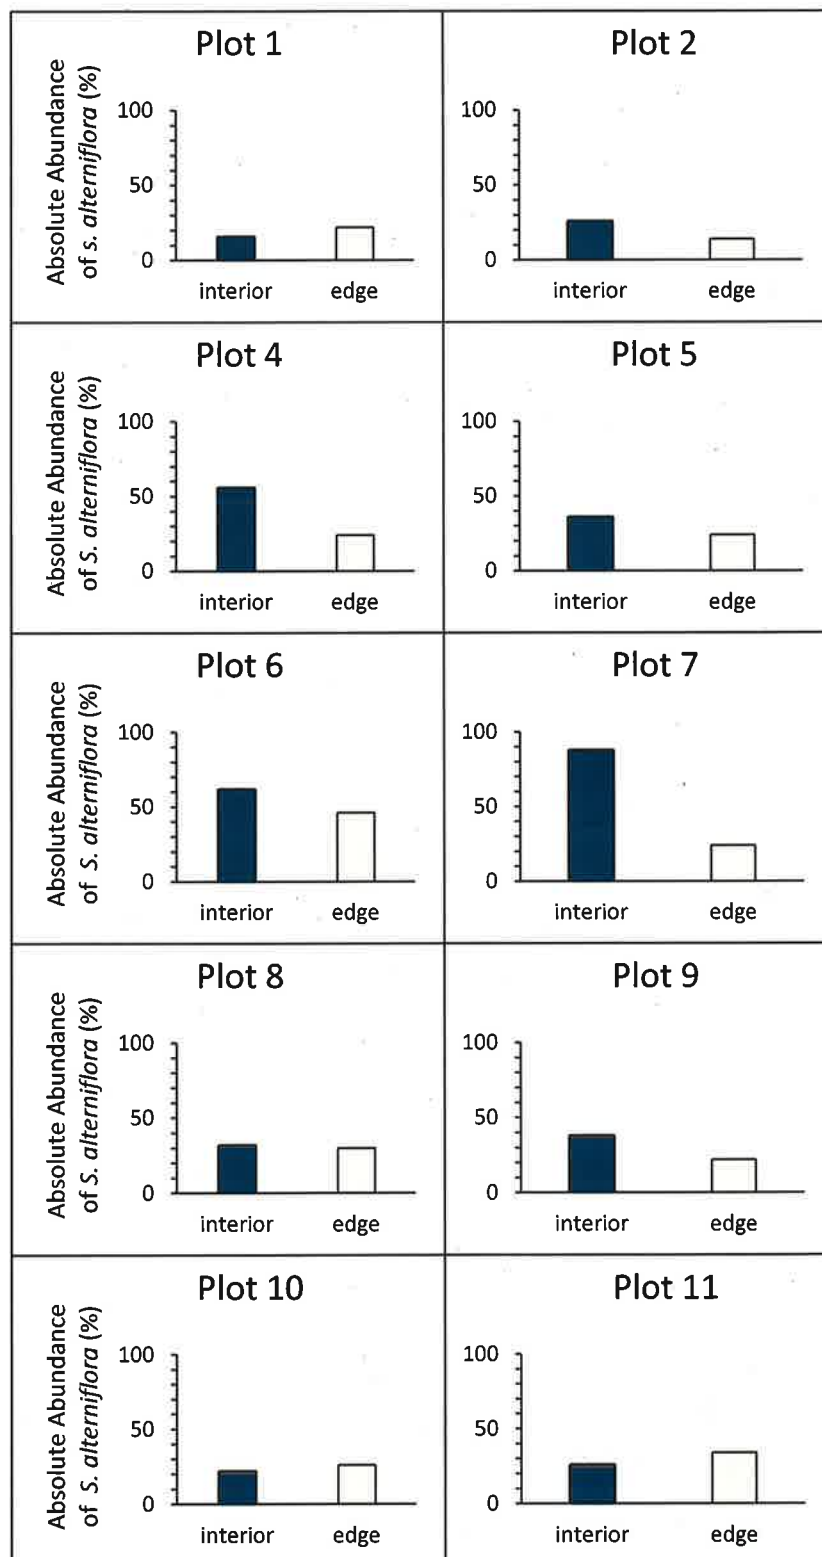 Plot 1
Absolute Abundance
of s. alterniflora (%)
100
50
0
interior edge
Plot 2
100
50
0
interior edge
Plot 4
Absolute Abundance
of S. alterniflora (%)
100
50
0
interior edge
Plot 5
100
50
0
interior edge
Plot 6
Absolute Abundance
of S. alterniflora (%)
100
50
0
interior edge
Plot 7
100
50
0
interior edge
Plot 8
Absolute Abundance
of S. alterniflora (%)
100
50
0
interior edge
Plot 9
100
50
0
interior edge
Plot 10
Absolute Abundance
of S. alterniflora (%)
100
50
0
interior edge
Plot 11
100
50
0
interior edge